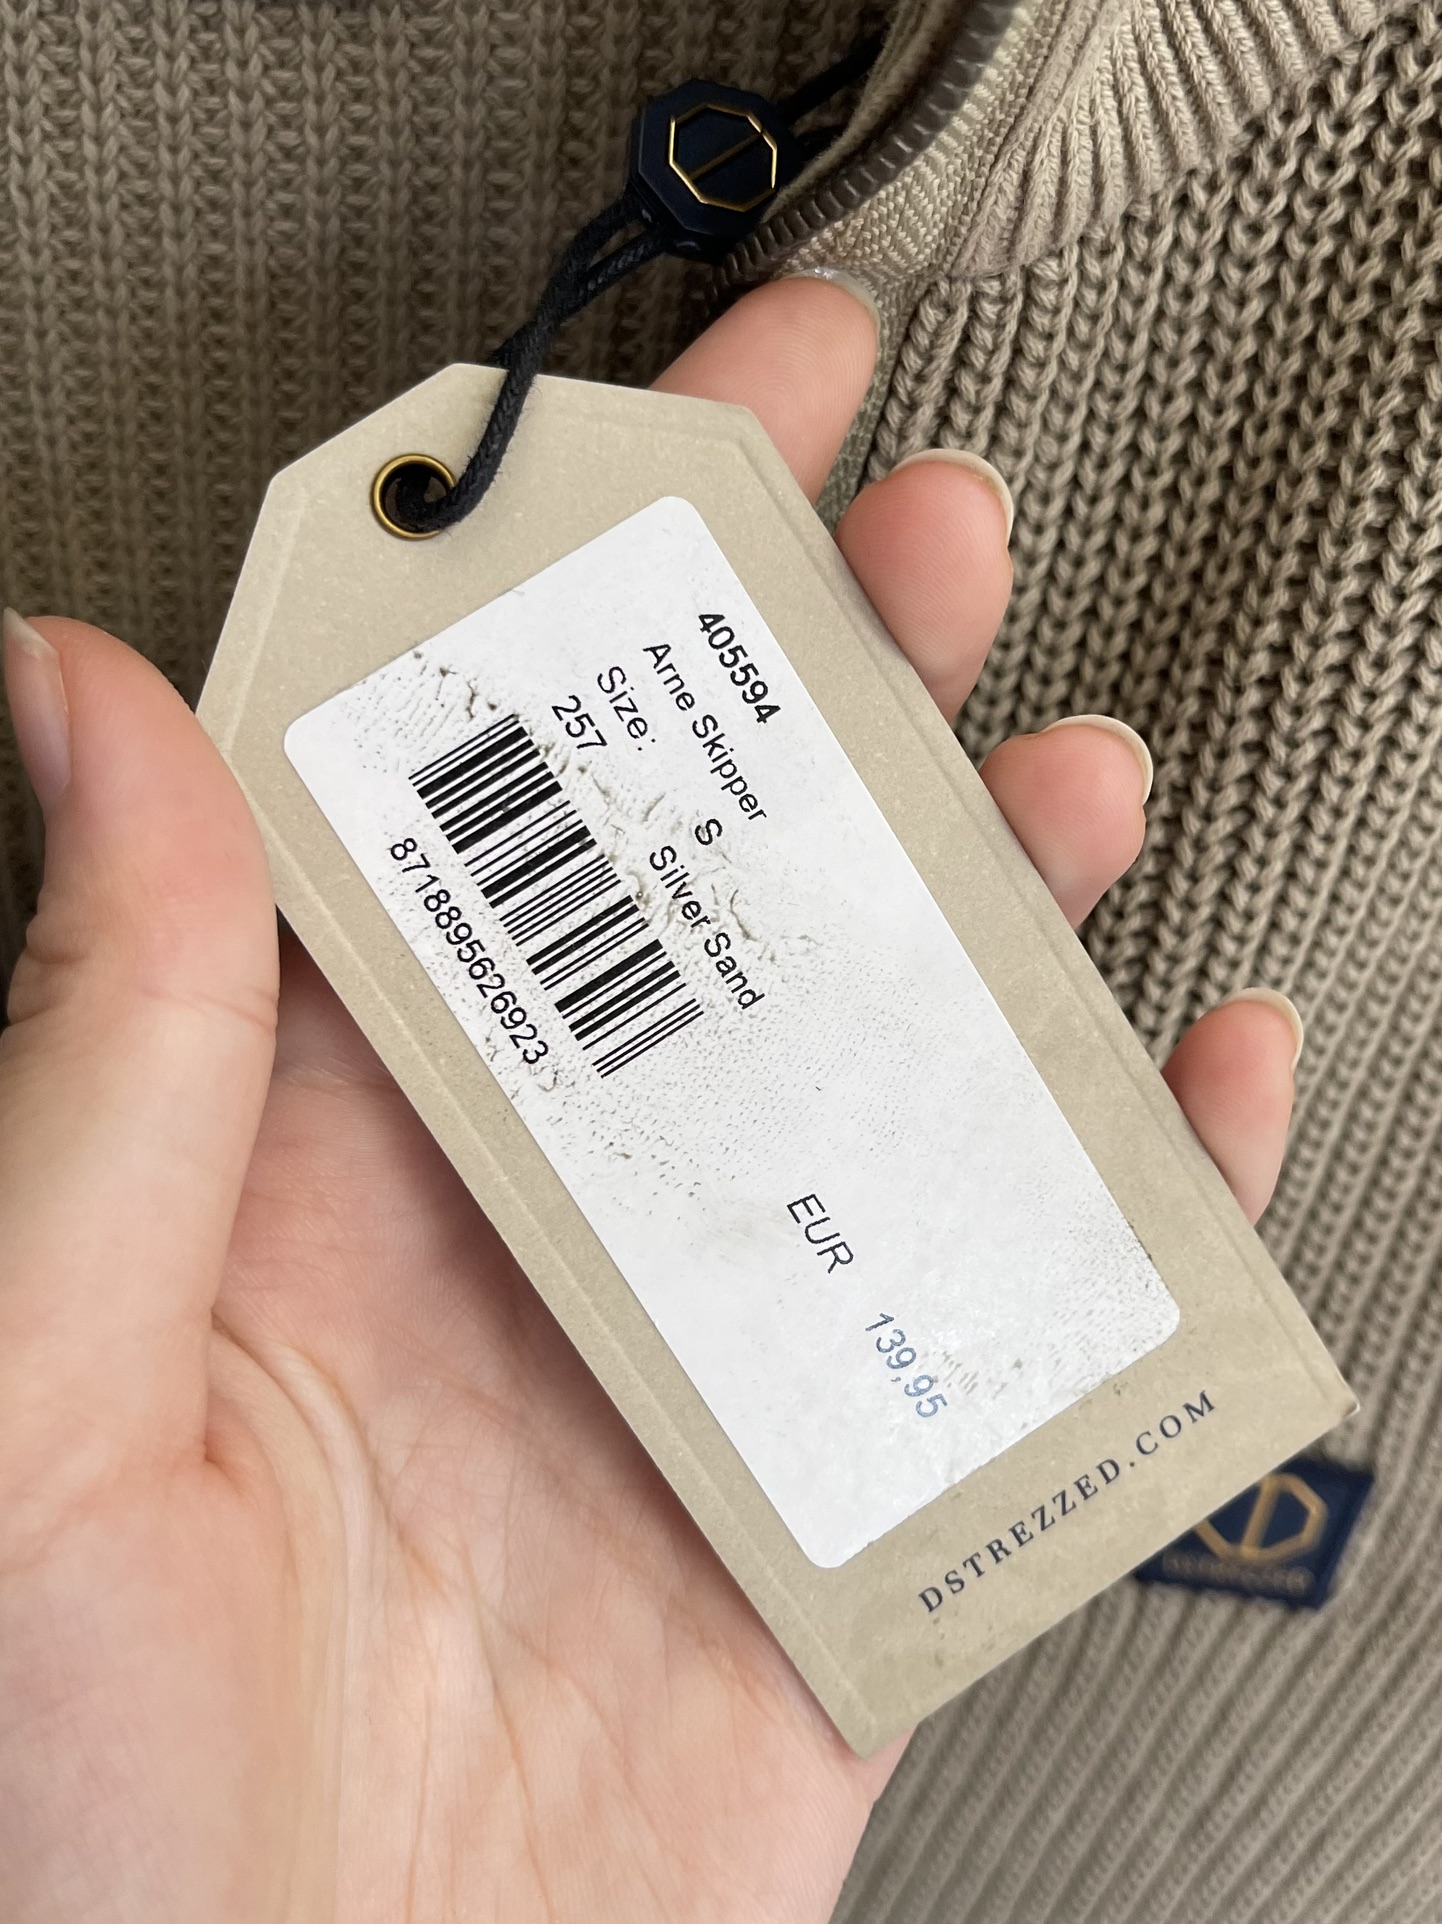 405594
Arne Skipper
Size: S
257 Silver Sand
8718895626923
EUR 139,95
DSTREZZED.COM